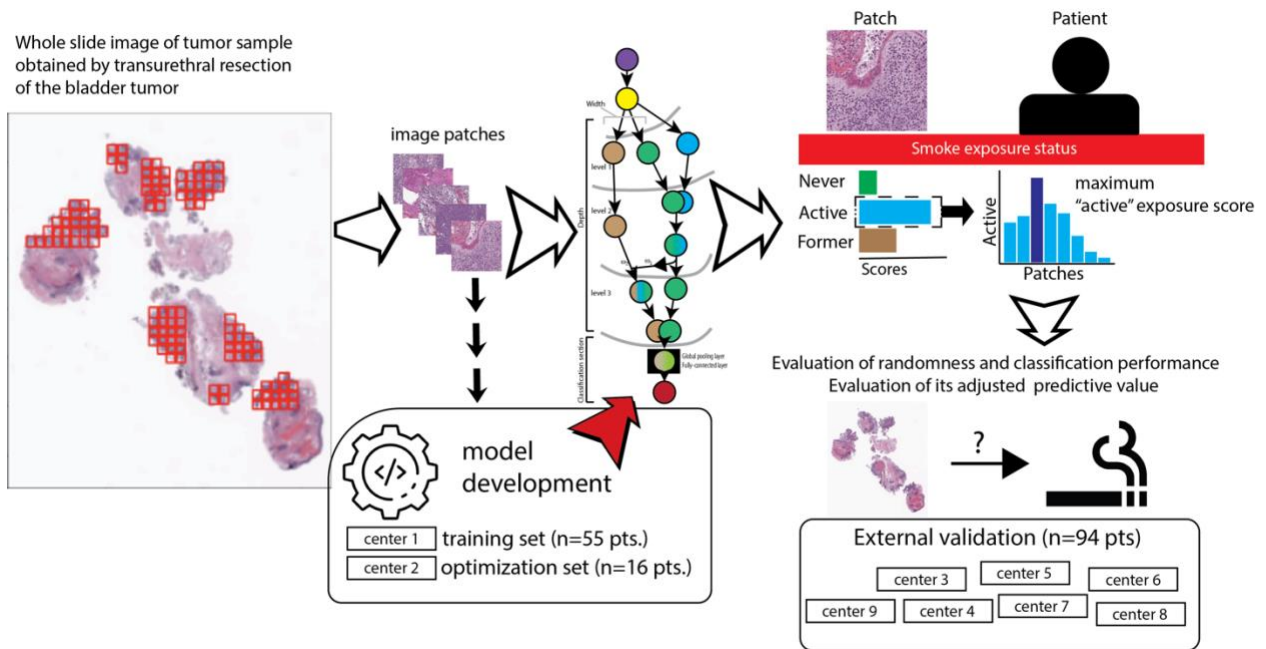 Whole slide image of tumor sample
obtained by transurethral resection
of the bladder tumor
image patches
Width
Depth
level 1
level 2
level 3
Classification section
Global pooling layer
Fully-connected layer
model
development
</>
center 1 training set (n=55 pts.)
center 2 optimization set (n=16 pts.)
Patch Patient
Smoke exposure status
Never
Active
Former
Scores
Active
Patches
maximum
"active" exposure score
Evaluation of randomness and classification performance
Evaluation of its adjusted predictive value
?
External validation (n=94 pts)
center 3 center 5 center 6
center 9 center 4 center 7 center 8